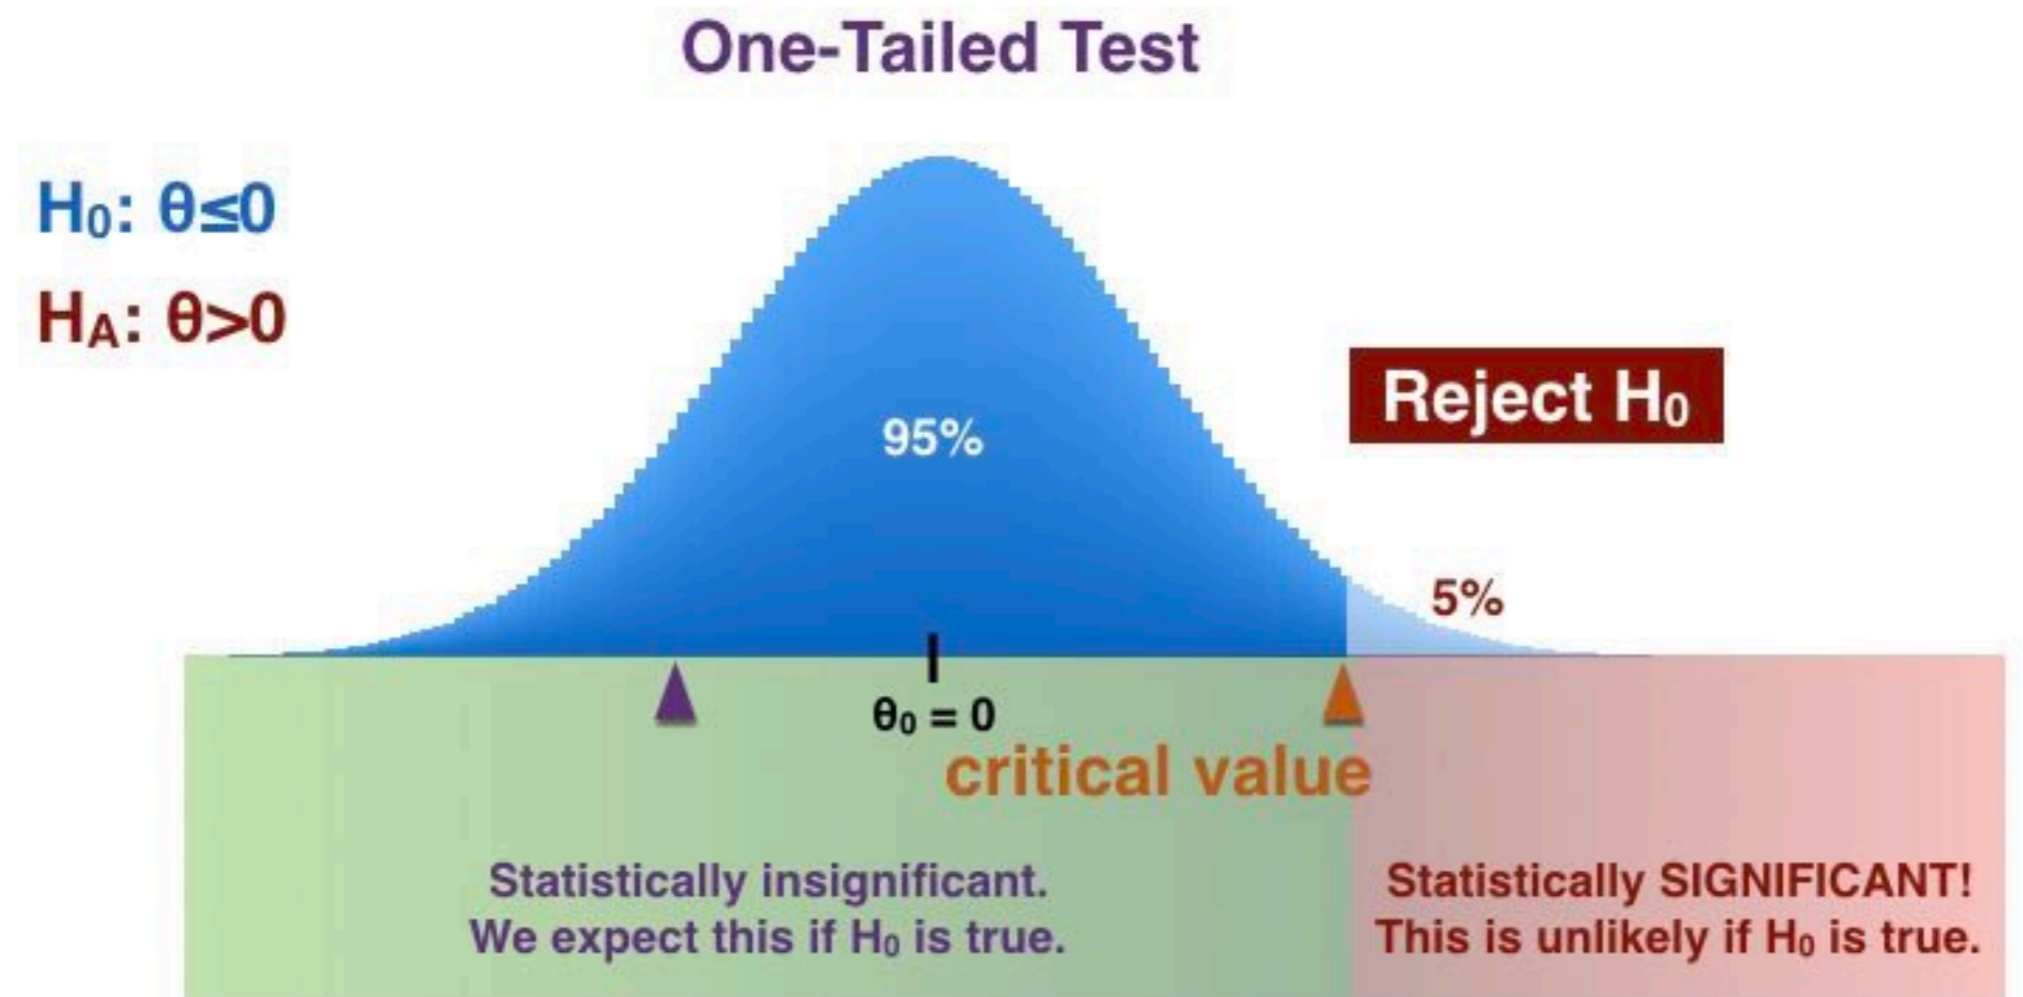 One-Tailed Test
H₀: θ≤0
Hᴀ: θ>0
Reject H₀
95%
5%
θ₀ = 0
critical value
Statistically insignificant.
We expect this if H₀ is true.
Statistically SIGNIFICANT!
This is unlikely if H₀ is true.